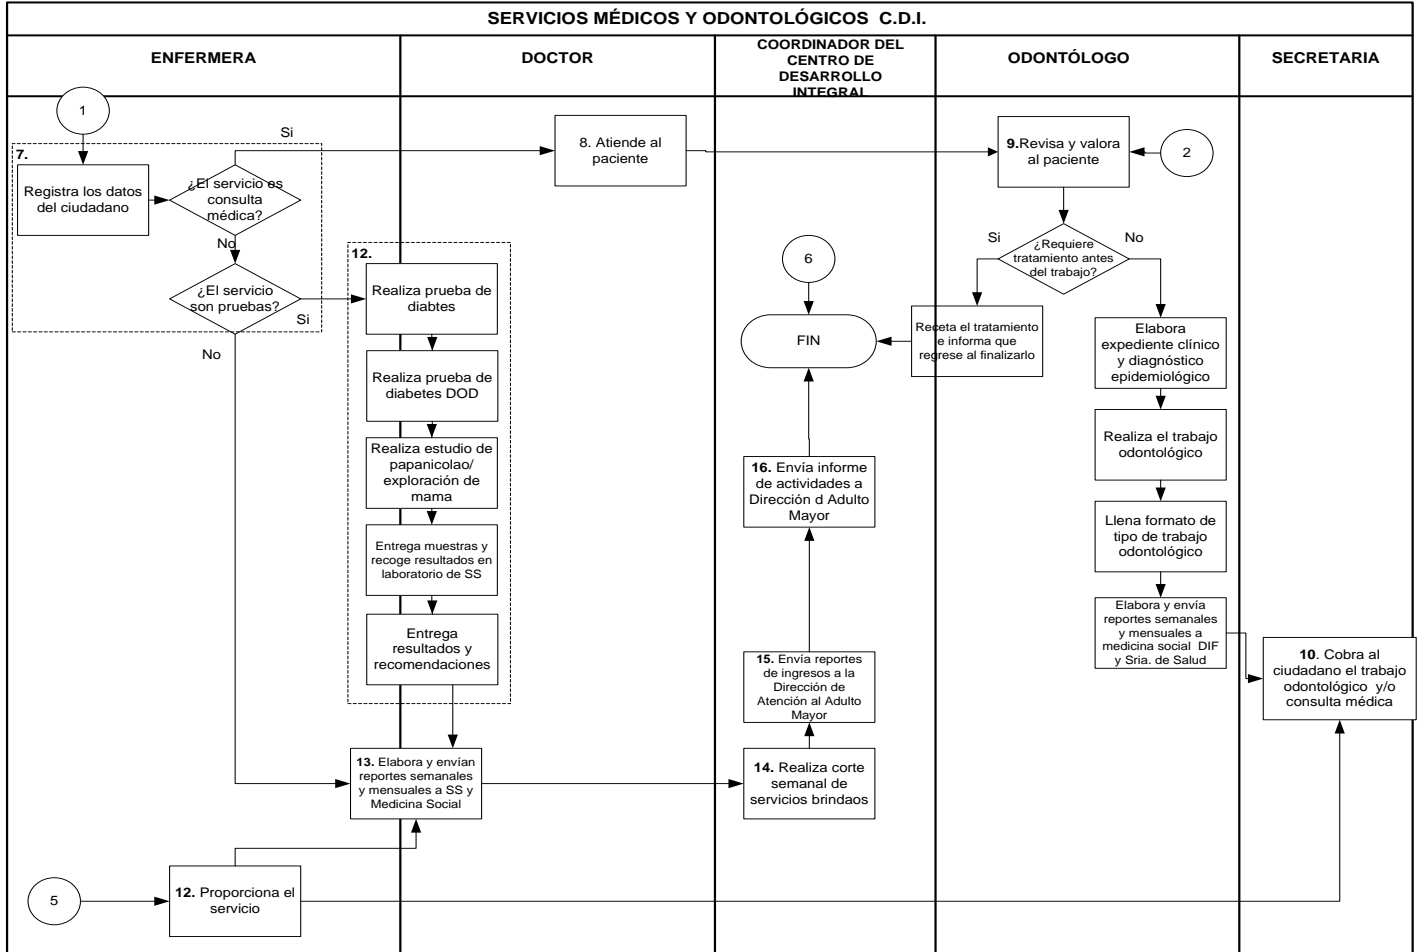 SERVICIOS MÉDICOS Y ODONTOLÓGICOS C.D.I.
ENFERMERA
DOCTOR
COORDINADOR DEL
CENTRO DE
DESARROLLO
INTEGRAL
ODONTÓLOGO
SECRETARIA
1
7.
Registra los datos
del ciudadano
¿El servicio es
consulta
médica?
Si
No
¿El servicio
son pruebas?
Si
No
8. Atiende al
paciente
9.Revisa y valora
al paciente
2
¿Requiere
tratamiento antes
del trabajo?
Si
No
6
FIN
Receta el tratamiento
e informa que
regrese al finalizarlo
Elabora
expediente clínico
y diagnóstico
epidemiológico
Realiza el trabajo
odontológico
Llena formato de
tipo de trabajo
odontológico
Elabora y envía
reportes semanales
y mensuales a
medicina social DIF
y Sria. de Salud
10. Cobra al
ciudadano el trabajo
odontológico y/o
consulta médica
12.
Realiza prueba de
diabtes
Realiza prueba de
diabetes DOD
Realiza estudio de
papanicolao/
exploración de
mama
Entrega muestras y
recoge resultados en
laboratorio de SS
Entrega
resultados y
recomendaciones
13. Elabora y envían
reportes semanales
y mensuales a SS y
Medicina Social
14. Realiza corte
semanal de
servicios brindaos
15. Envía reportes
de ingresos a la
Dirección de
Atención al Adulto
Mayor
16. Envía informe
de actividades a
Dirección d Adulto
Mayor
5
12. Proporciona el
servicio